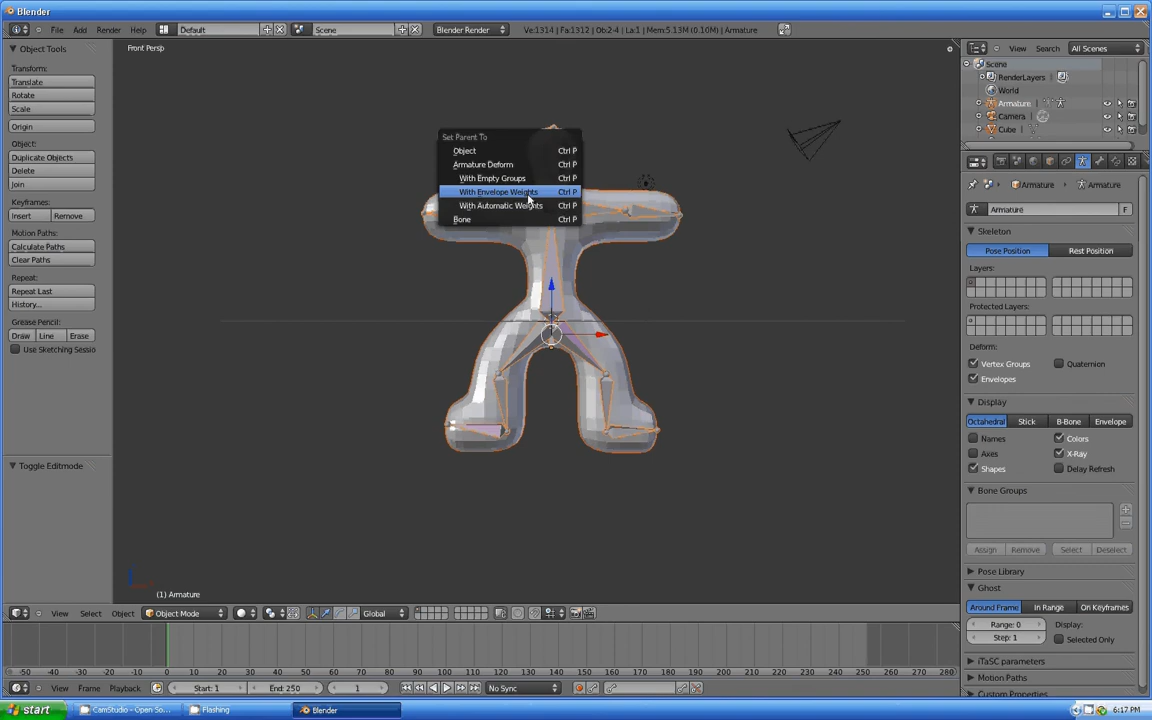 Blender
File Add Render Help Default Scene Blender Render Ve:1314 | Fa:1312 | Ob:2-4 | La:1 | Mem:5.13M (0.10M) | Armature
Object Tools
Transform:
Translate
Rotate
Scale
Origin
Object:
Duplicate Objects
Delete
Join
Keyframes:
Insert Remove
Motion Paths:
Calculate Paths
Clear Paths
Repeat:
Repeat Last
History...
Grease Pencil:
Draw Line Erase
Use Sketching Sessio
Toggle Editmode
Front Persp
Set Parent To
Object Ctrl P
Armature Deform Ctrl P
With Empty Groups Ctrl P
With Envelope Weights Ctrl P
With Automatic Weights Ctrl P
Bone Ctrl P
(1) Armature
View Select Object Object Mode Global
View Search All Scenes
Scene
RenderLayers
World
Armature
Camera
Cube
Armature Armature
Armature F
Skeleton
Pose Position Rest Position
Layers:
Protected Layers:
Deform:
Vertex Groups Quaternion
Envelopes
Display
Octahedral Stick B-Bone Envelope
Names Colors
Axes X-Ray
Shapes Delay Refresh
Bone Groups
Assign Remove Select Deselect
Pose Library
Ghost
Around Frame In Range On Keyframes
Range: 0 Display:
Step: 1 Selected Only
iTaSC parameters
Motion Paths
Custom Properties
-50 -40 -30 -20 -10 0 10 20 30 40 50 60 70 80 90 100 110 120 130 140 150 160 170 180 190 200 210 220 230 240 250 260 270 280
View Frame Playback Start: 1 End: 250 1 No Sync
start CamStudio - Open So... Flashing Blender 6:17 PM